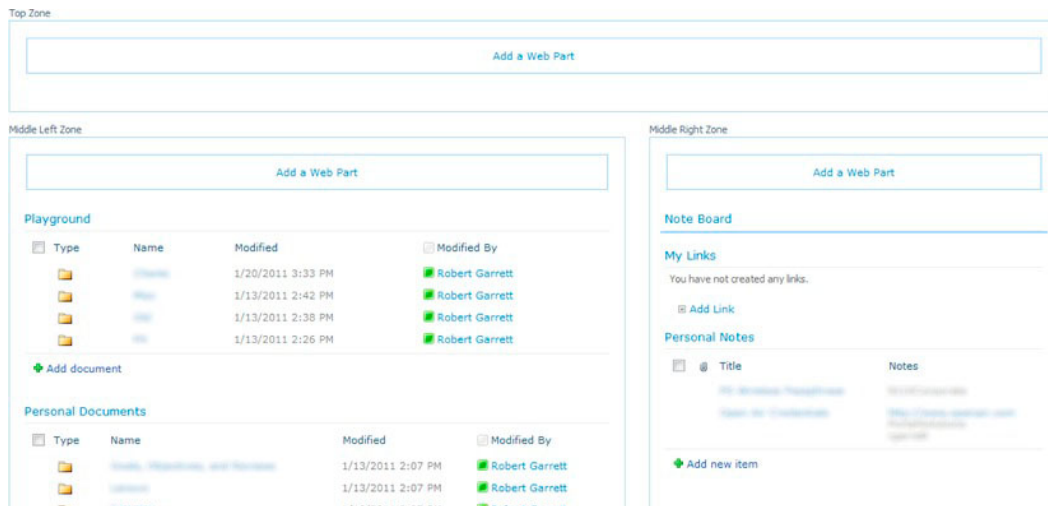 Top Zone
Add a Web Part
Middle Left Zone
Add a Web Part
Playground
Type Name Modified Modified By
1/20/2011 3:33 PM Robert Garrett
1/13/2011 2:42 PM Robert Garrett
1/13/2011 2:38 PM Robert Garrett
1/13/2011 2:26 PM Robert Garrett
Add document
Personal Documents
Type Name Modified Modified By
1/13/2011 2:07 PM Robert Garrett
1/13/2011 2:07 PM Robert Garrett
Middle Right Zone
Add a Web Part
Note Board
My Links
You have not created any links.
Add Link
Personal Notes
Title Notes
Add new item